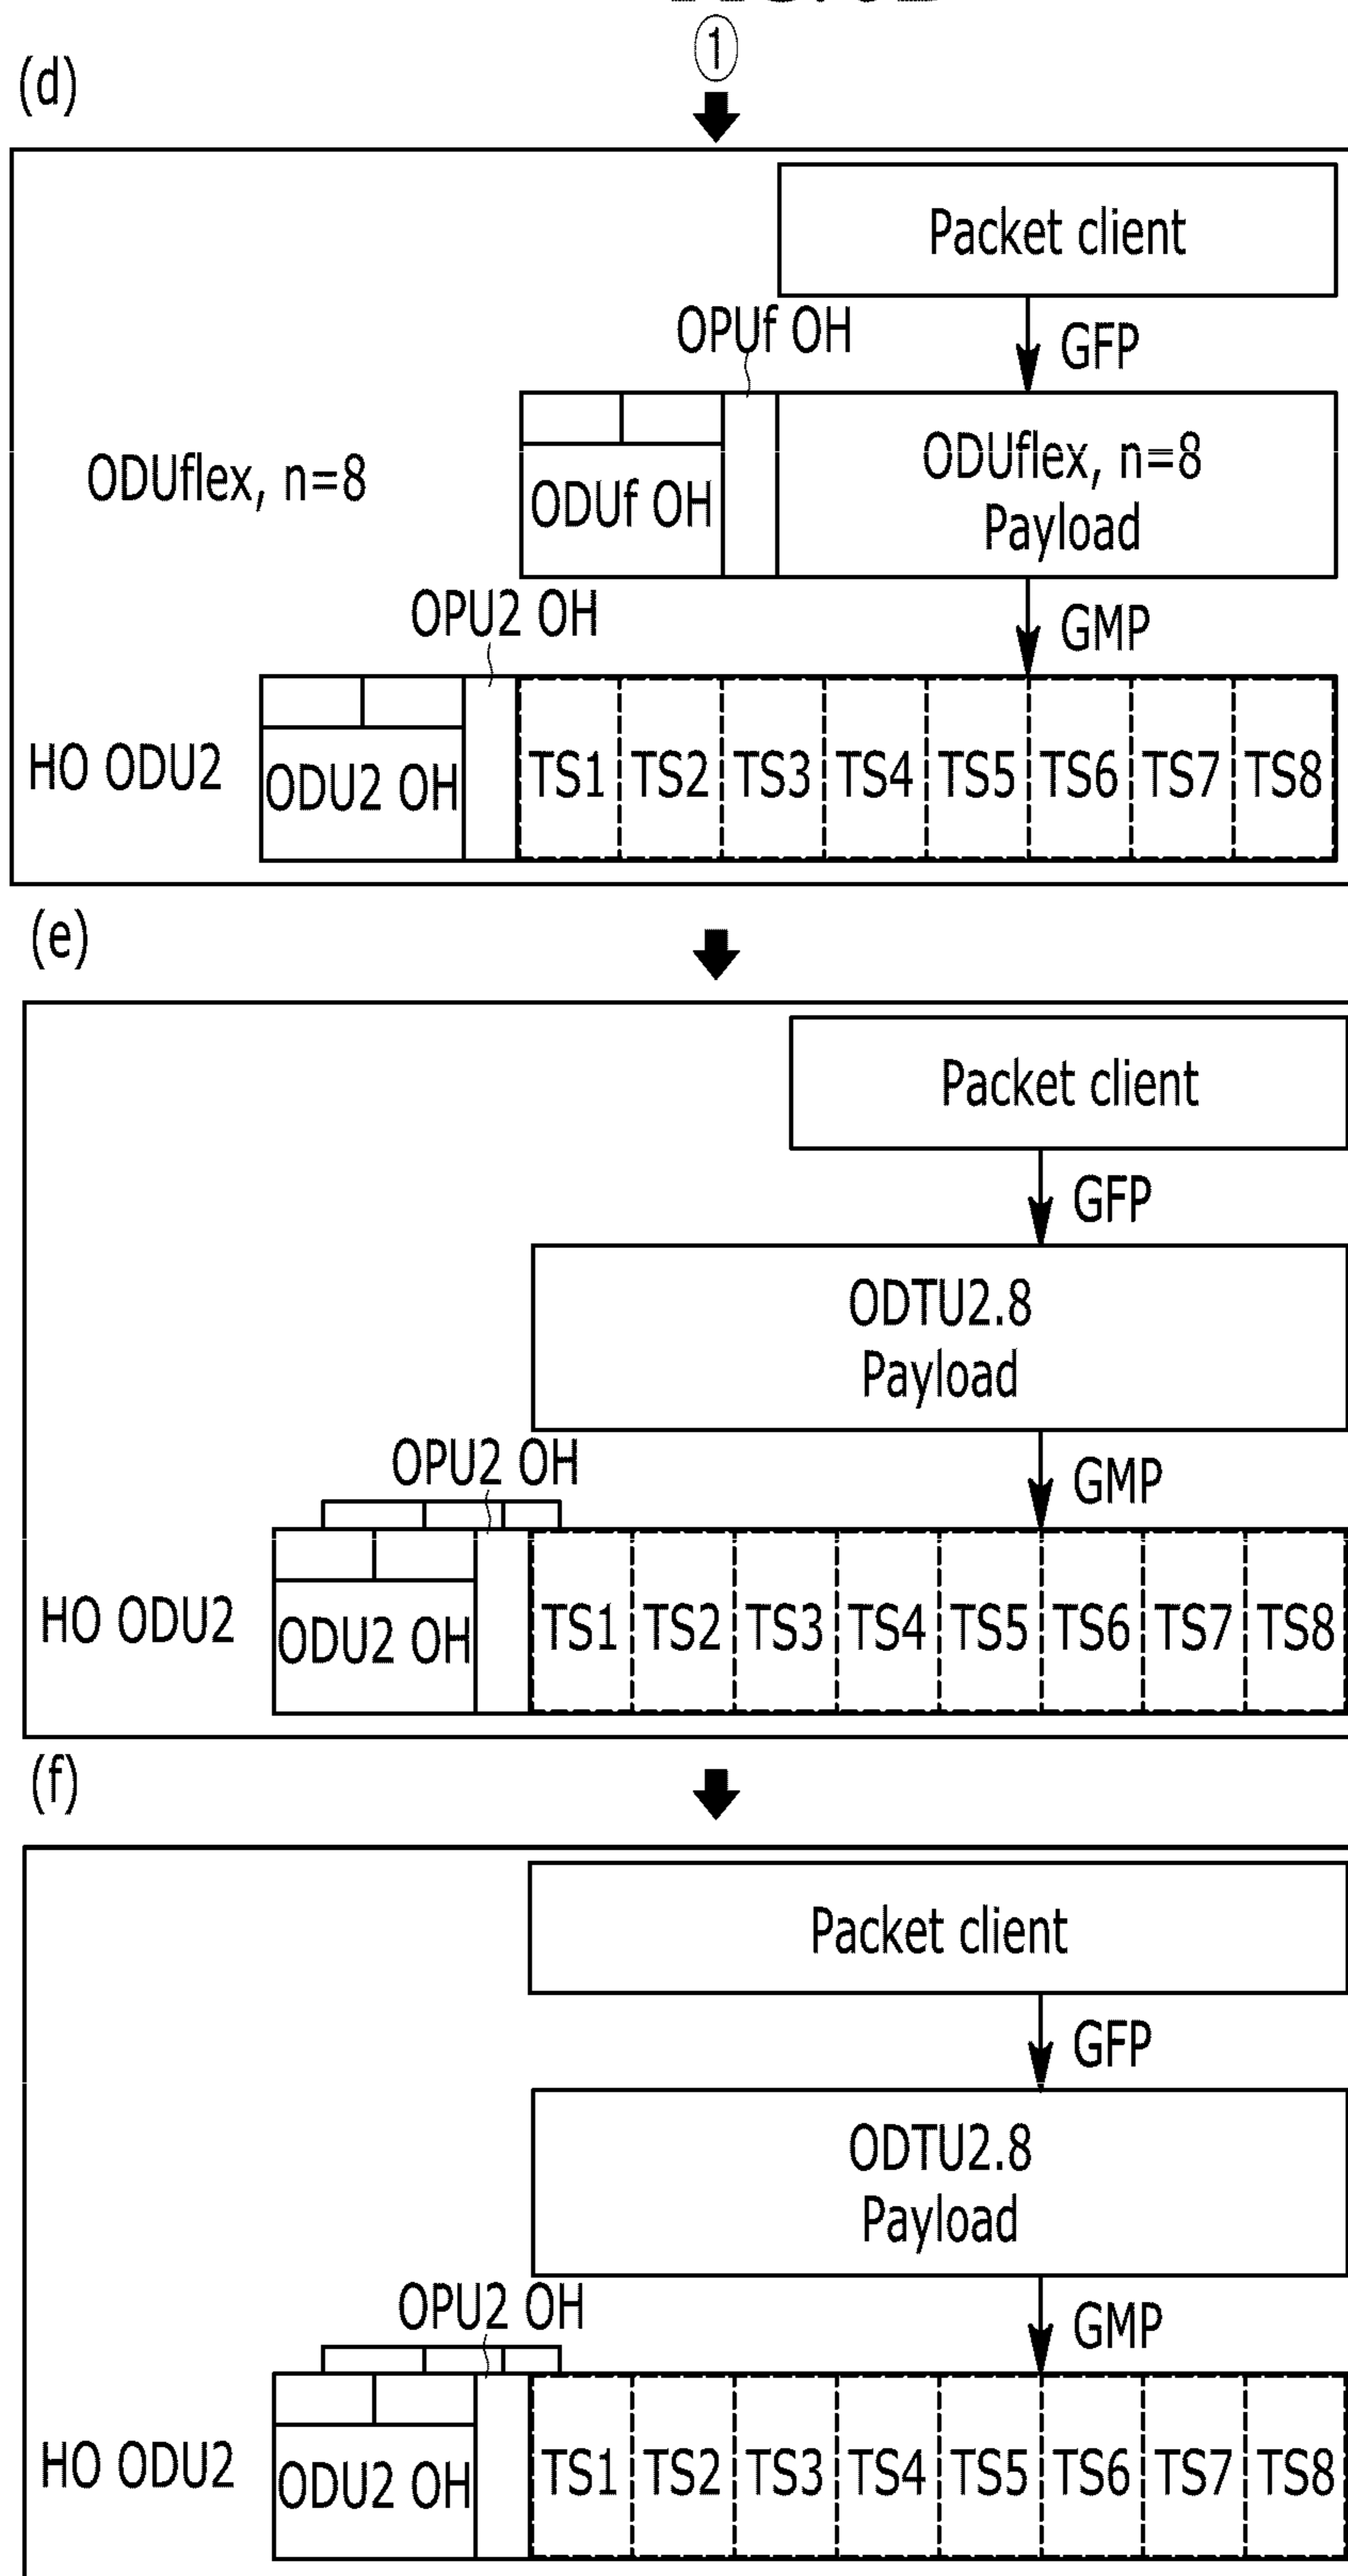 ①
(d)
Packet client
OPUf OH
GFP
ODUflex, n=8
ODUf OH
ODUflex, n=8
Payload
OPU2 OH
GMP
HO ODU2
ODU2 OH
TS1 TS2 TS3 TS4 TS5 TS6 TS7 TS8
(e)
Packet client
GFP
ODTU2.8
Payload
OPU2 OH
GMP
HO ODU2
ODU2 OH
TS1 TS2 TS3 TS4 TS5 TS6 TS7 TS8
(f)
Packet client
GFP
ODTU2.8
Payload
OPU2 OH
GMP
HO ODU2
ODU2 OH
TS1 TS2 TS3 TS4 TS5 TS6 TS7 TS8